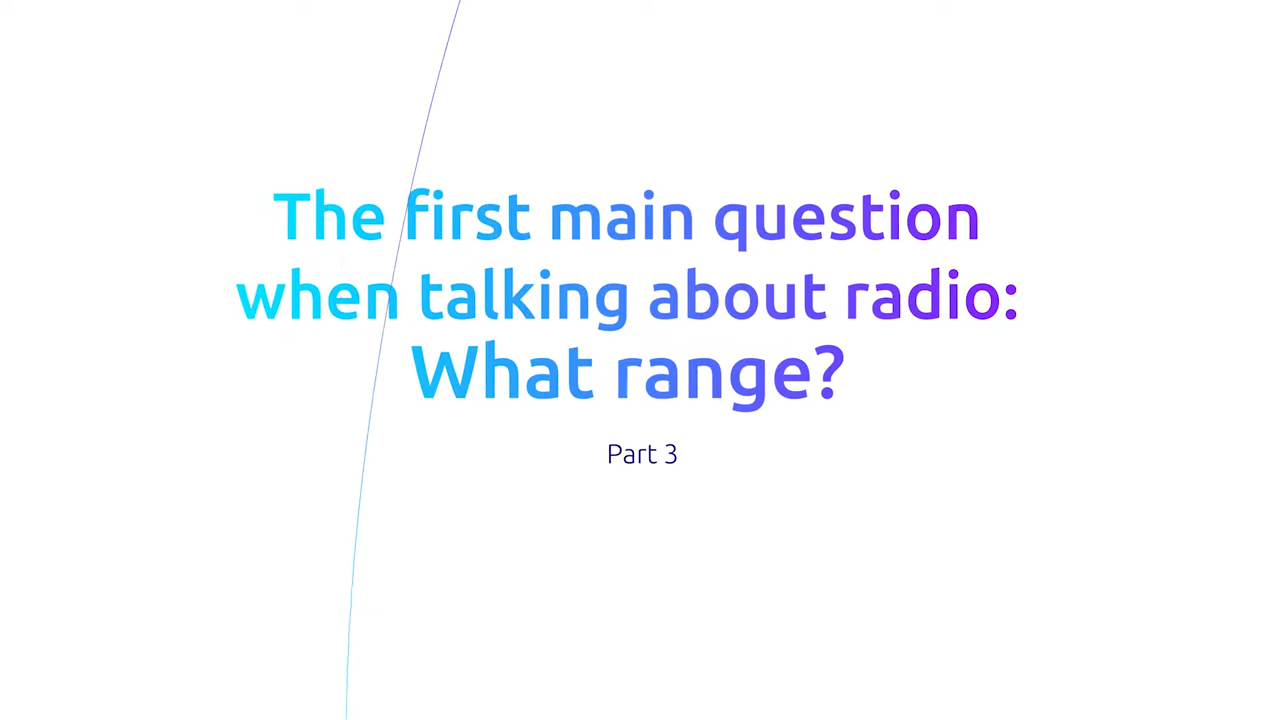 The first main question
when talking about radio:
What range?
Part 3